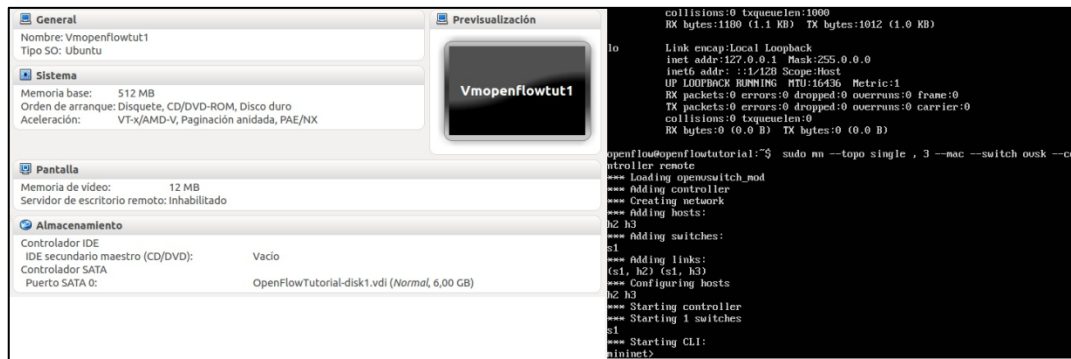 General
Nombre: Vmopenflowtut1
Tipo SO: Ubuntu
Sistema
Memoria base: 512 MB
Orden de arranque: Disquete, CD/DVD-ROM, Disco duro
Aceleración: VT-x/AMD-V, Paginación anidada, PAE/NX
Previsualización
Vmopenflowtut1
Pantalla
Memoria de vídeo: 12 MB
Servidor de escritorio remoto: Inhabilitado
Almacenamiento
Controlador IDE
IDE secundario maestro (CD/DVD): Vacío
Controlador SATA
Puerto SATA 0: OpenFlowTutorial-disk1.vdi (Normal, 6,00 GB)
collisions:0 txqueuelen:1000
RX bytes:1180 (1.1 KB) TX bytes:1012 (1.0 KB)
lo Link encap:Local Loopback
inet addr:127.0.0.1 Mask:255.0.0.0
inet6 addr: ::1/128 Scope:Host
UP LOOPBACK RUNNING MTU:16436 Metric:1
RX packets:0 errors:0 dropped:0 overruns:0 frame:0
TX packets:0 errors:0 dropped:0 overruns:0 carrier:0
collisions:0 txqueuelen:0
RX bytes:0 (0.0 B) TX bytes:0 (0.0 B)
openflow@openflowtutorial:~$ sudo mn --topo single , 3 --mac --switch ovsk --co
ntroller remote
*** Loading openvswitch_mod
*** Adding controller
*** Creating network
*** Adding hosts:
h2 h3
*** Adding switches:
s1
*** Adding links:
(s1, h2) (s1, h3)
*** Configuring hosts
h2 h3
*** Starting controller
*** Starting 1 switches
s1
*** Starting CLI:
mininet>